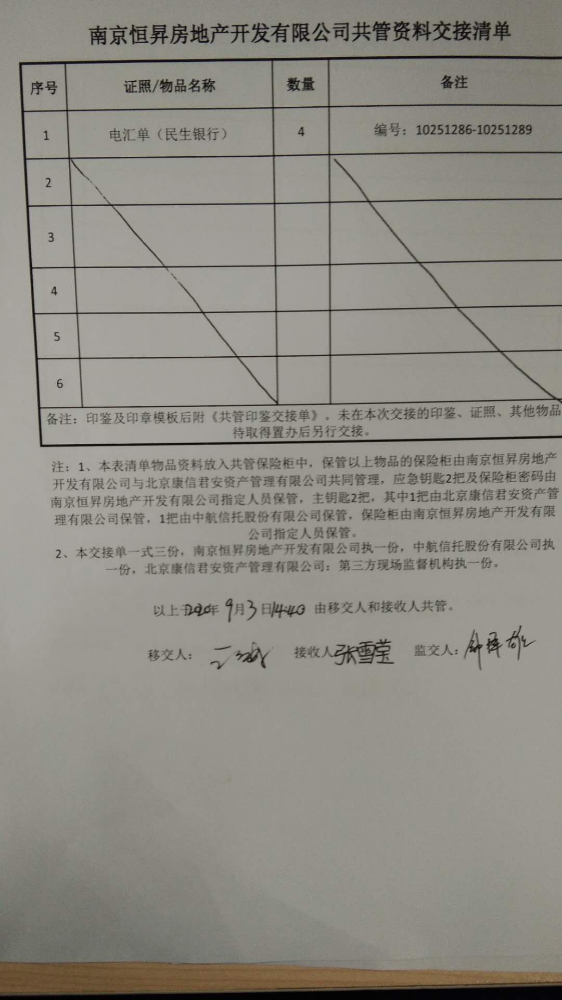 南京恒昇房地产开发有限公司共管资料交接清单
序号 证照/物品名称 数量 备注
1 电汇单（民生银行） 4 编号：10251286-10251289
2
3
4
5
6
备注：印鉴及印章模板后附《共管印鉴交接单》。未在本次交接的印鉴、证照、其他物品
待取得置办后另行交接。
注：1、本表清单物品资料放入共管保险柜中，保管以上物品的保险柜由南京恒昇房地产
开发有限公司与北京康信君安资产管理有限公司共同管理，应急钥匙2把及保险柜密码由
南京恒昇房地产开发有限公司指定人员保管，主钥匙2把，其中1把由北京康信君安资产管
理有限公司保管，1把由中航信托股份有限公司保管，保险柜由南京恒昇房地产开发有限
公司指定人员保管。
2、本交接单一式三份，南京恒昇房地产开发有限公司执一份，中航信托股份有限公司执
一份，北京康信君安资产管理有限公司：第三方现场监督机构执一份。
以上于2020年9月3日14:40 由移交人和接收人共管。
移交人： 接收人 张雪莹 监交人：